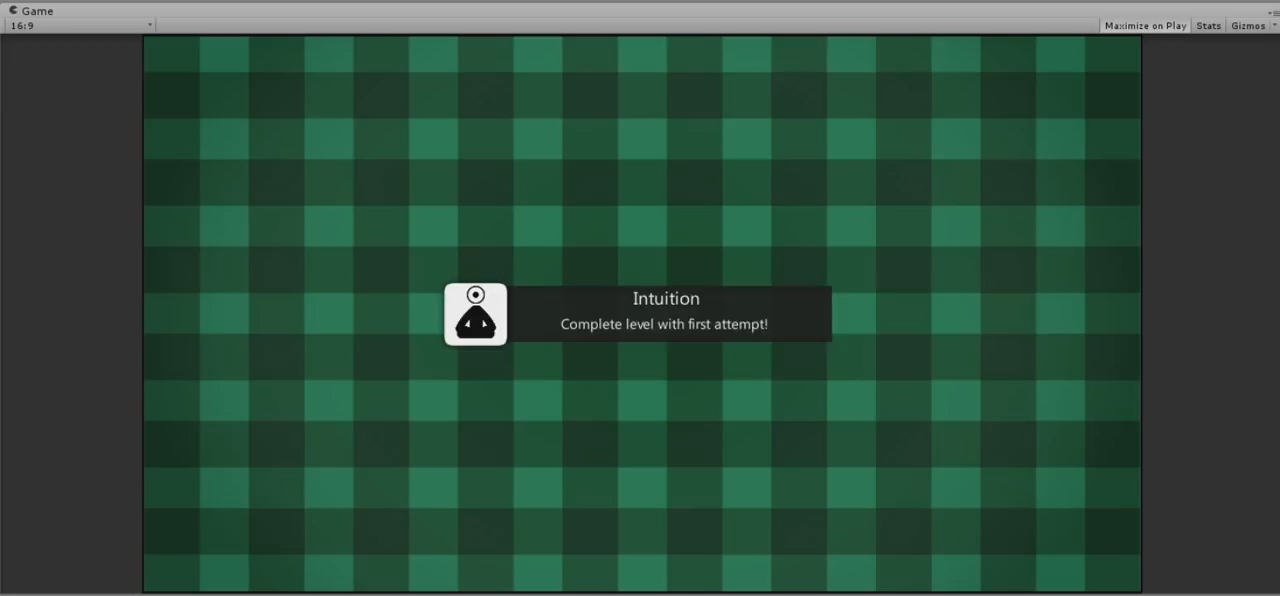 Game
16:9
Maximize on Play
Stats
Gizmos
Intuition
Complete level with first attempt!